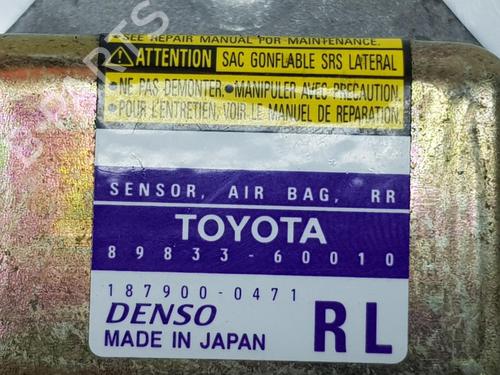 • SEE REPAIR MANUAL FOR MAINTENANCE.
ATTENTION SAC GONFLABLE SRS LATERAL
• NE PAS DEMONTER. • MANIPULER AVEC PRECAUTION
• POUR L'ENTRETIEN, VOIR LE MANUEL DE REPARATION.
SENSOR, AIR BAG, RR
TOYOTA
89833-60010
187900-0471
DENSO
MADE IN JAPAN
RL